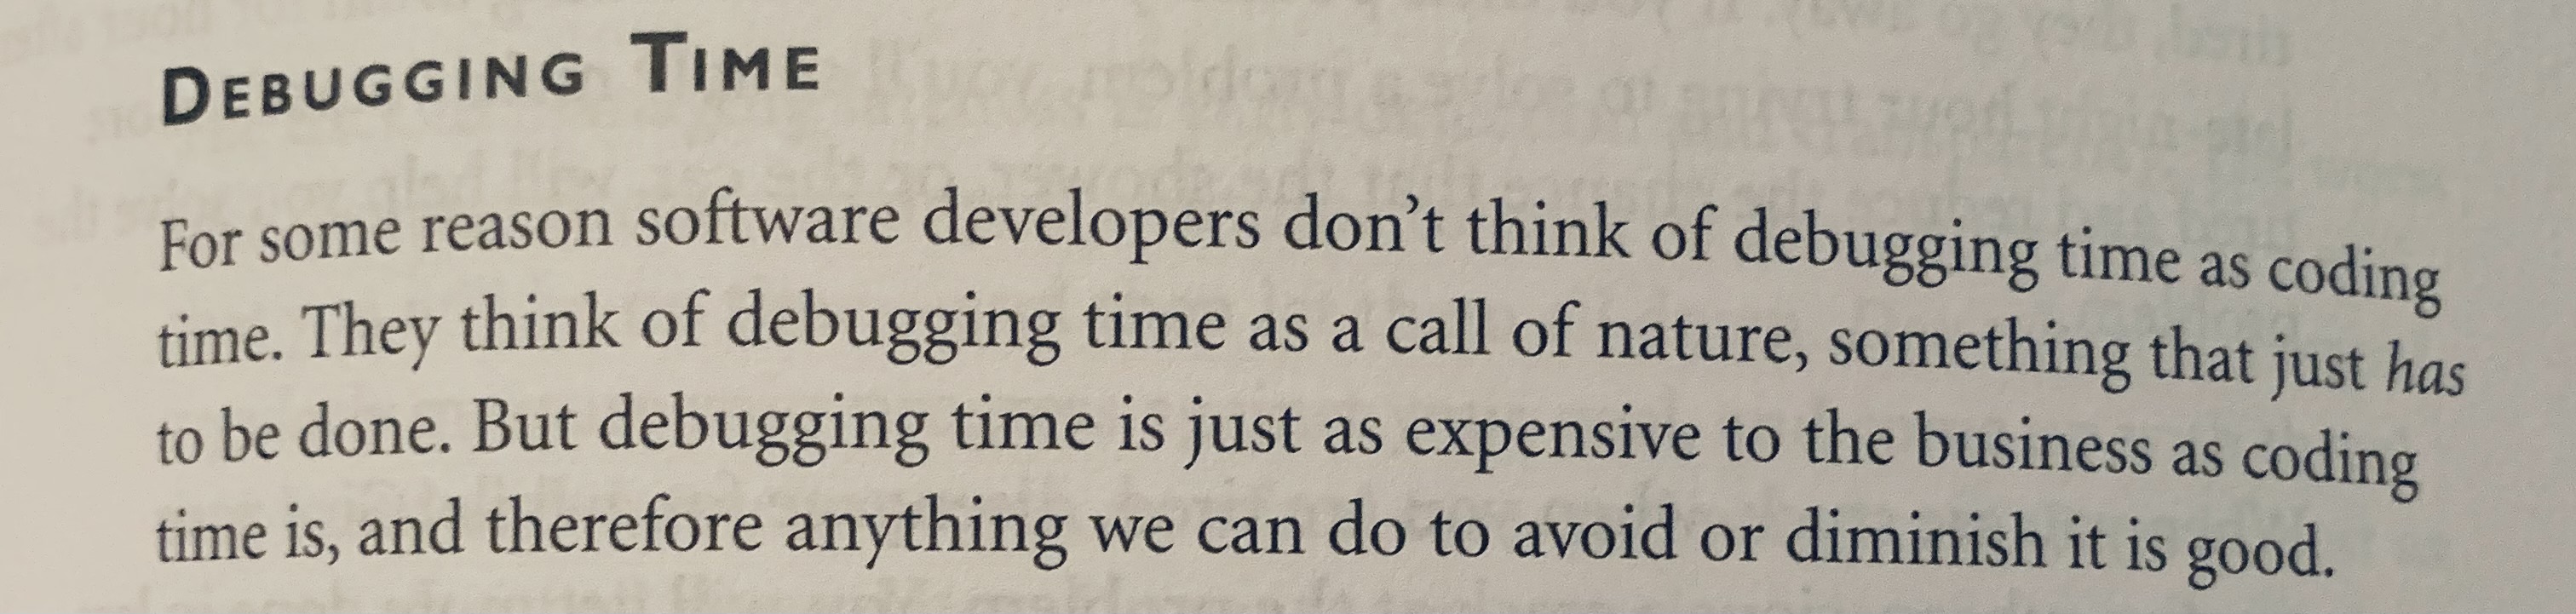 DEBUGGING TIME
For some reason software developers don't think of debugging time as coding
time. They think of debugging time as a call of nature, something that just has
to be done. But debugging time is just as expensive to the business as coding
time is, and therefore anything we can do to avoid or diminish it is good.